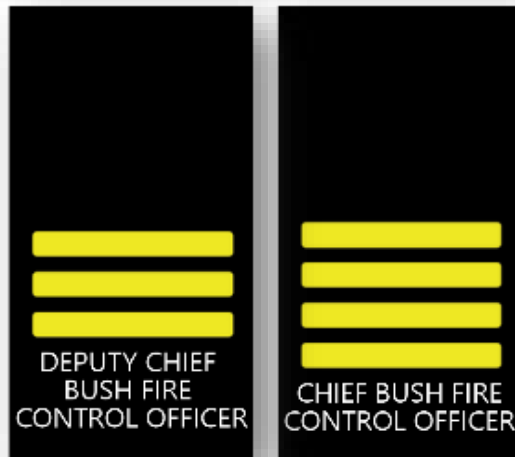 DEPUTY CHIEF
BUSH FIRE
CONTROL OFFICER
CHIEF BUSH FIRE
CONTROL OFFICER